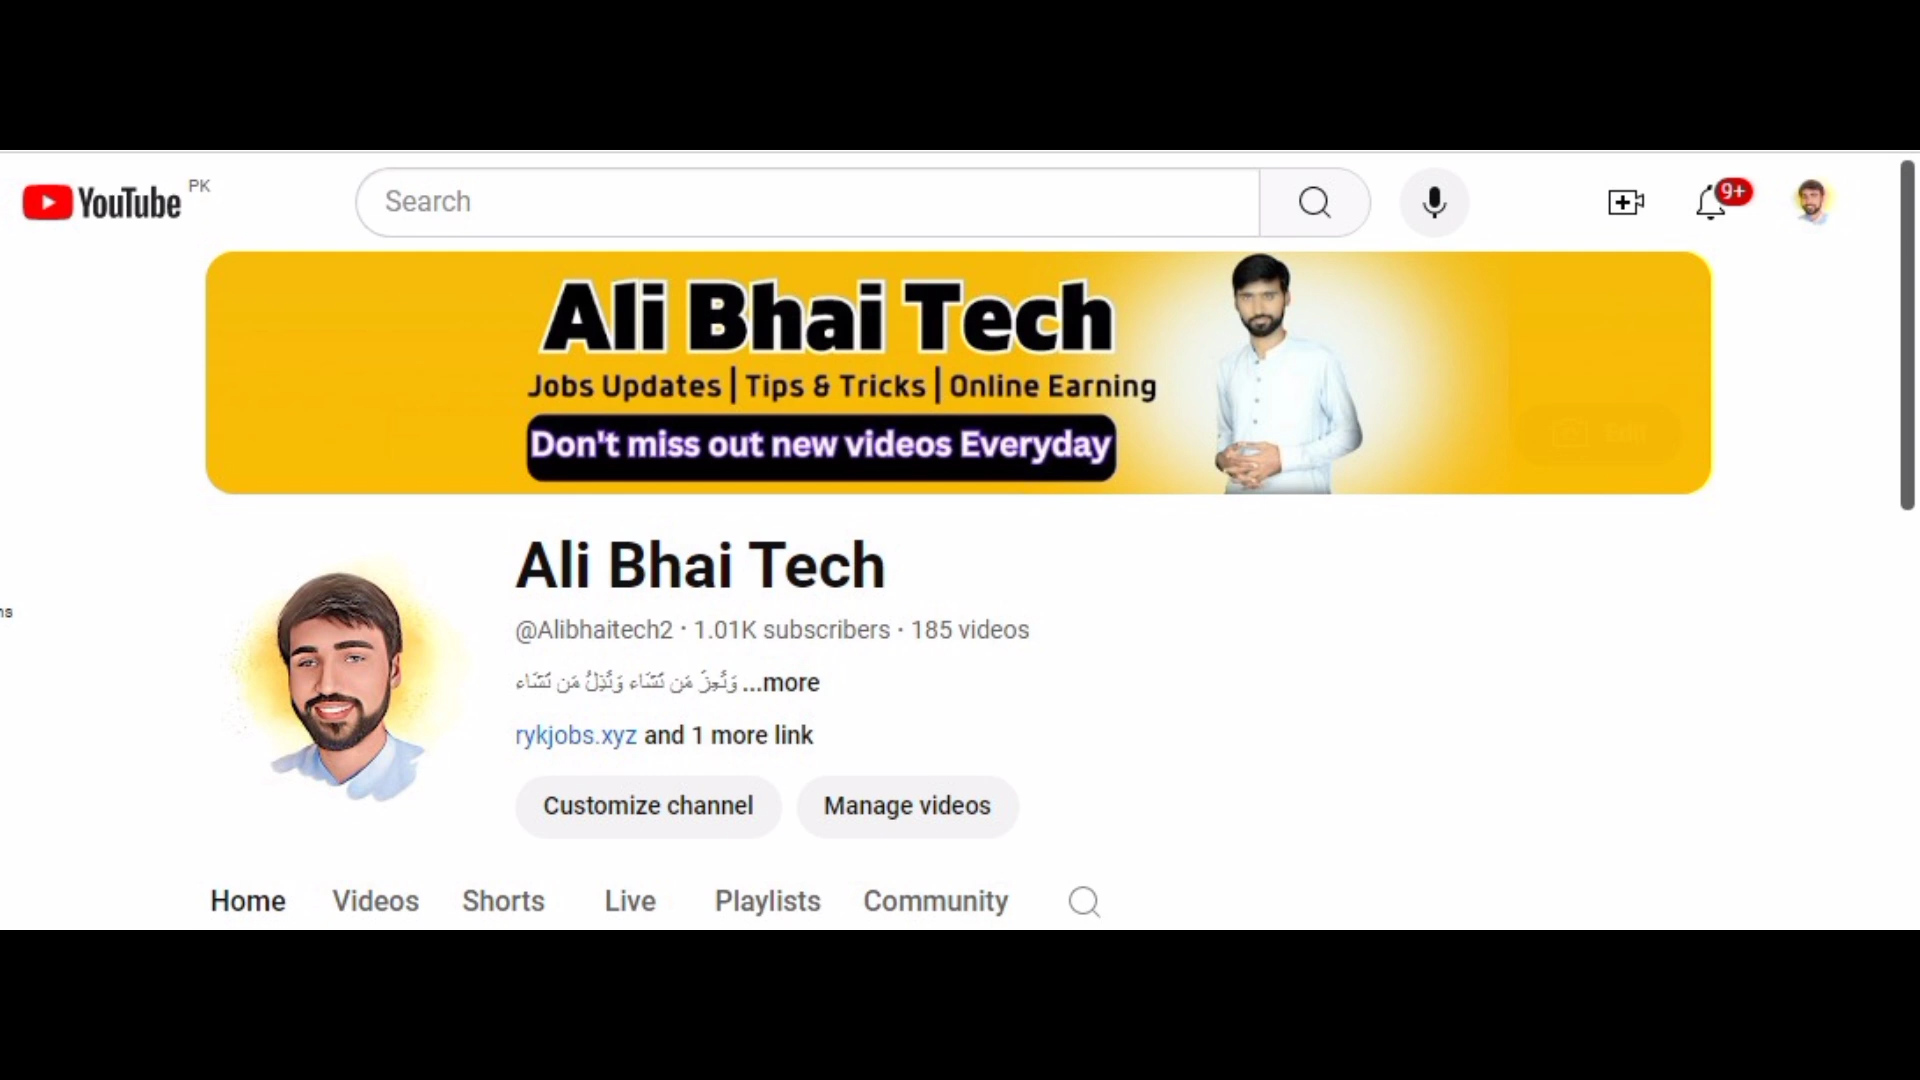 YouTube PK
Search
9+
Ali Bhai Tech
Jobs Updates | Tips & Tricks | Online Earning
Don't miss out new videos Everyday
Edit
Ali Bhai Tech
@Alibhaitech2 · 1.01K subscribers · 185 videos
وَتُعِزُّ مَن تَشَاء وَتُذِلُّ مَن تَشَاء ...more
rykjobs.xyz and 1 more link
Customize channel
Manage videos
Home Videos Shorts Live Playlists Community